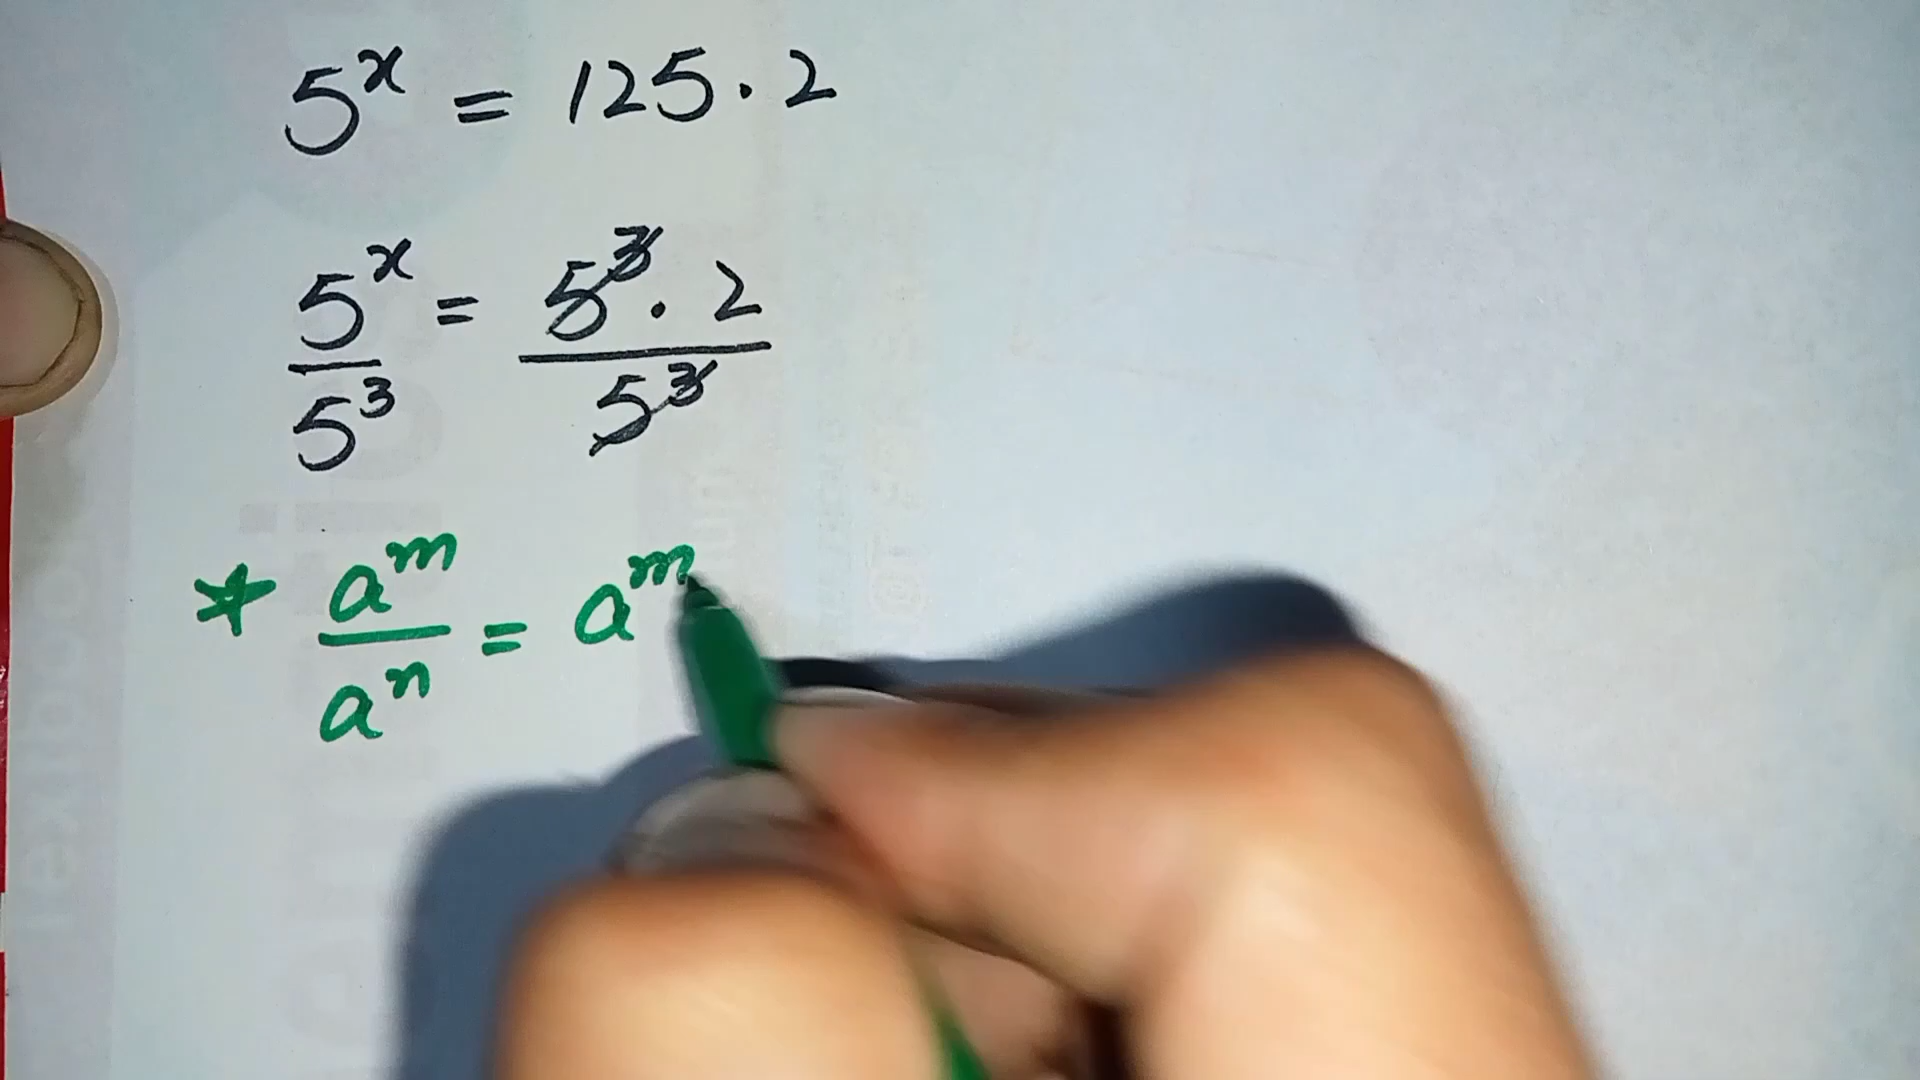 5^x = 125 . 2
5^x / 5^3 = 5^3 . 2 / 5^3
* a^m / a^n = a^m